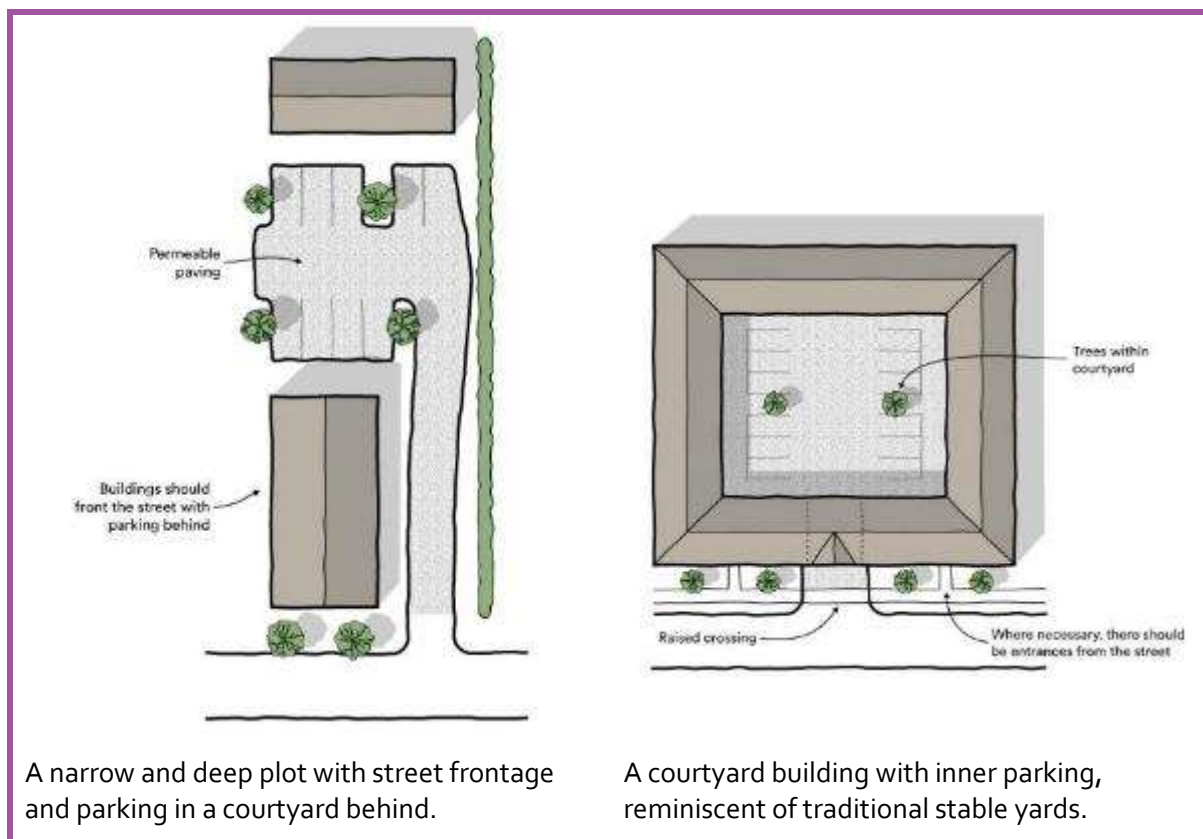 Permeable
paving
Buildings should
front the street with
parking behind
A narrow and deep plot with street frontage
and parking in a courtyard behind.
Trees within
courtyard
Raised crossing
Where necessary, there should
be entrances from the street
A courtyard building with inner parking,
reminiscent of traditional stable yards.